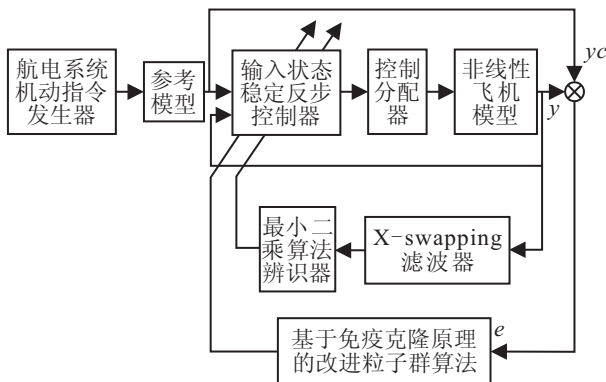 航电系统
机动指令
发生器
参考
模型
输入状态
稳定反步
控制器
控制
分配
器
非线性
飞机
模型
yc
y
最小二
乘算法
辨识器
X-swapping
滤波器
基于免疫克隆原理
的改进粒子群算法
e